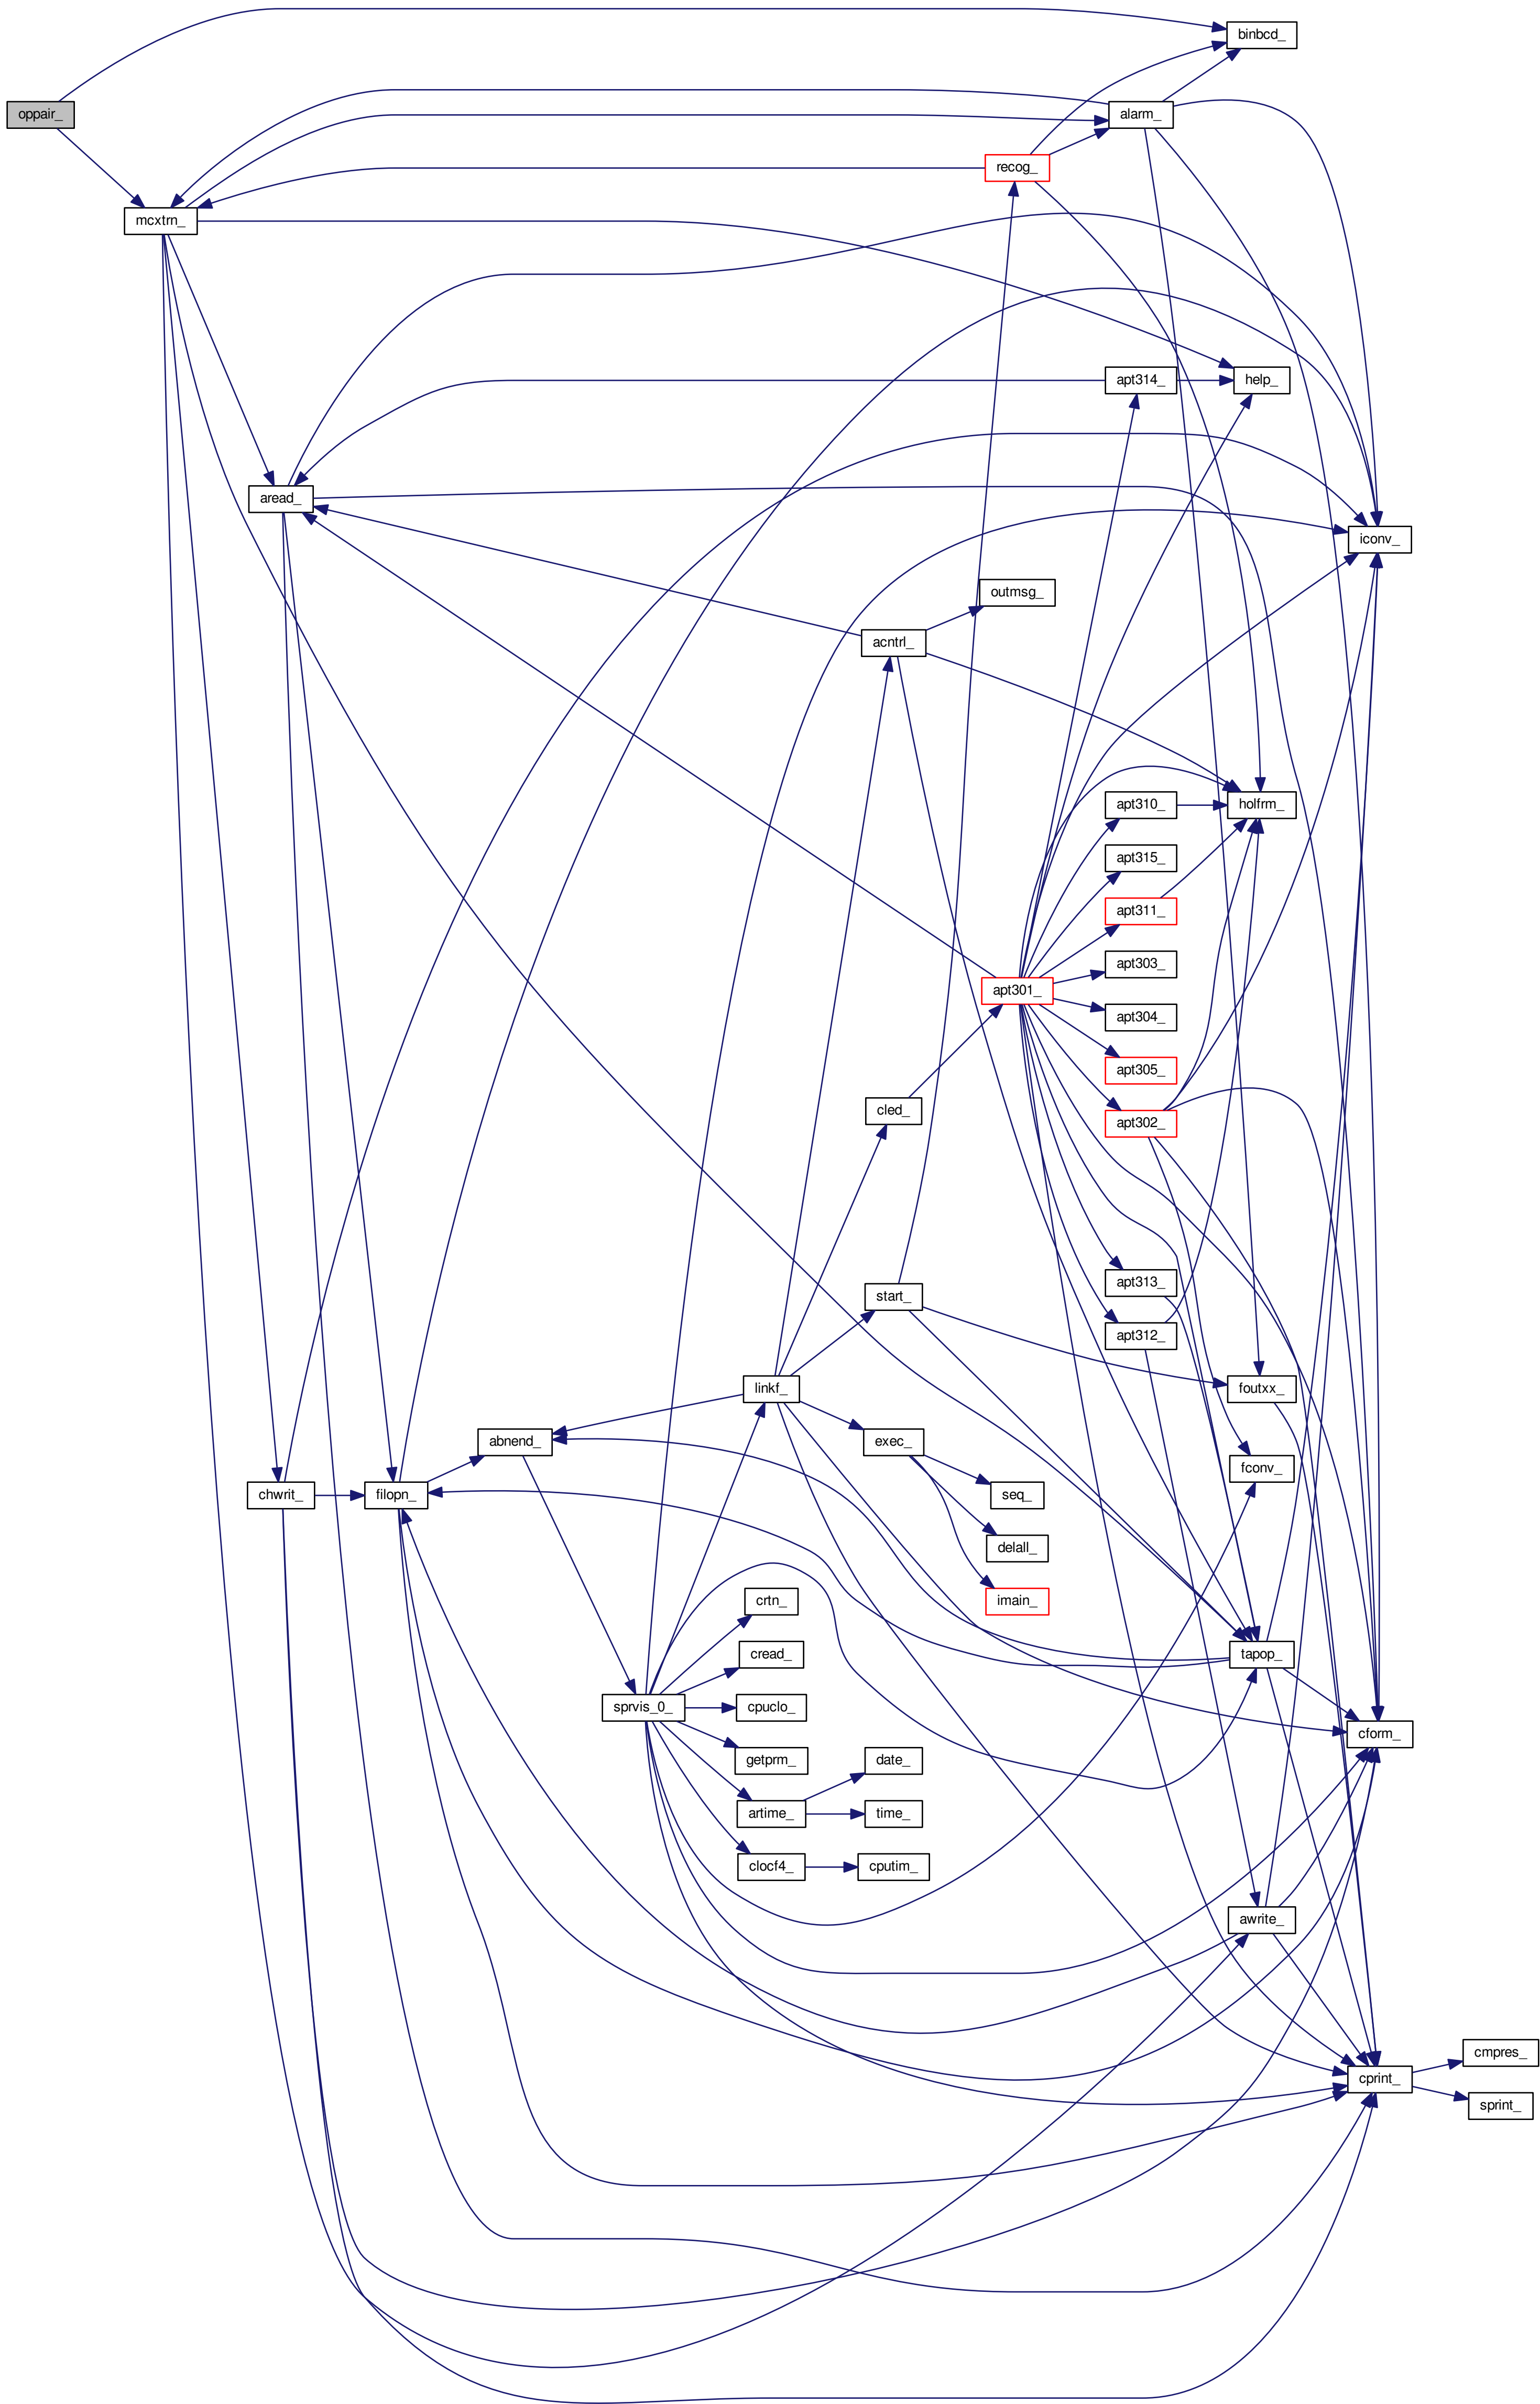 binbcd_
oppair_
alarm_
recog_
mcxtrn_
apt314_
help_
aread_
iconv_
outmsg_
acntrl_
apt310_
holfrm_
apt315_
apt311_
apt303_
apt301_
apt304_
apt305_
cled_
apt302_
apt313_
start_
apt312_
linkf_
foutxx_
abnend_
exec_
fconv_
chwrit_
filopn_
seq_
delall_
crtn_
imain_
cread_
tapop_
sprvis_0_
cpuclo_
cform_
getprm_
date_
artime_
time_
clocf4_
cputim_
awrite_
cmpres_
cprint_
sprint_